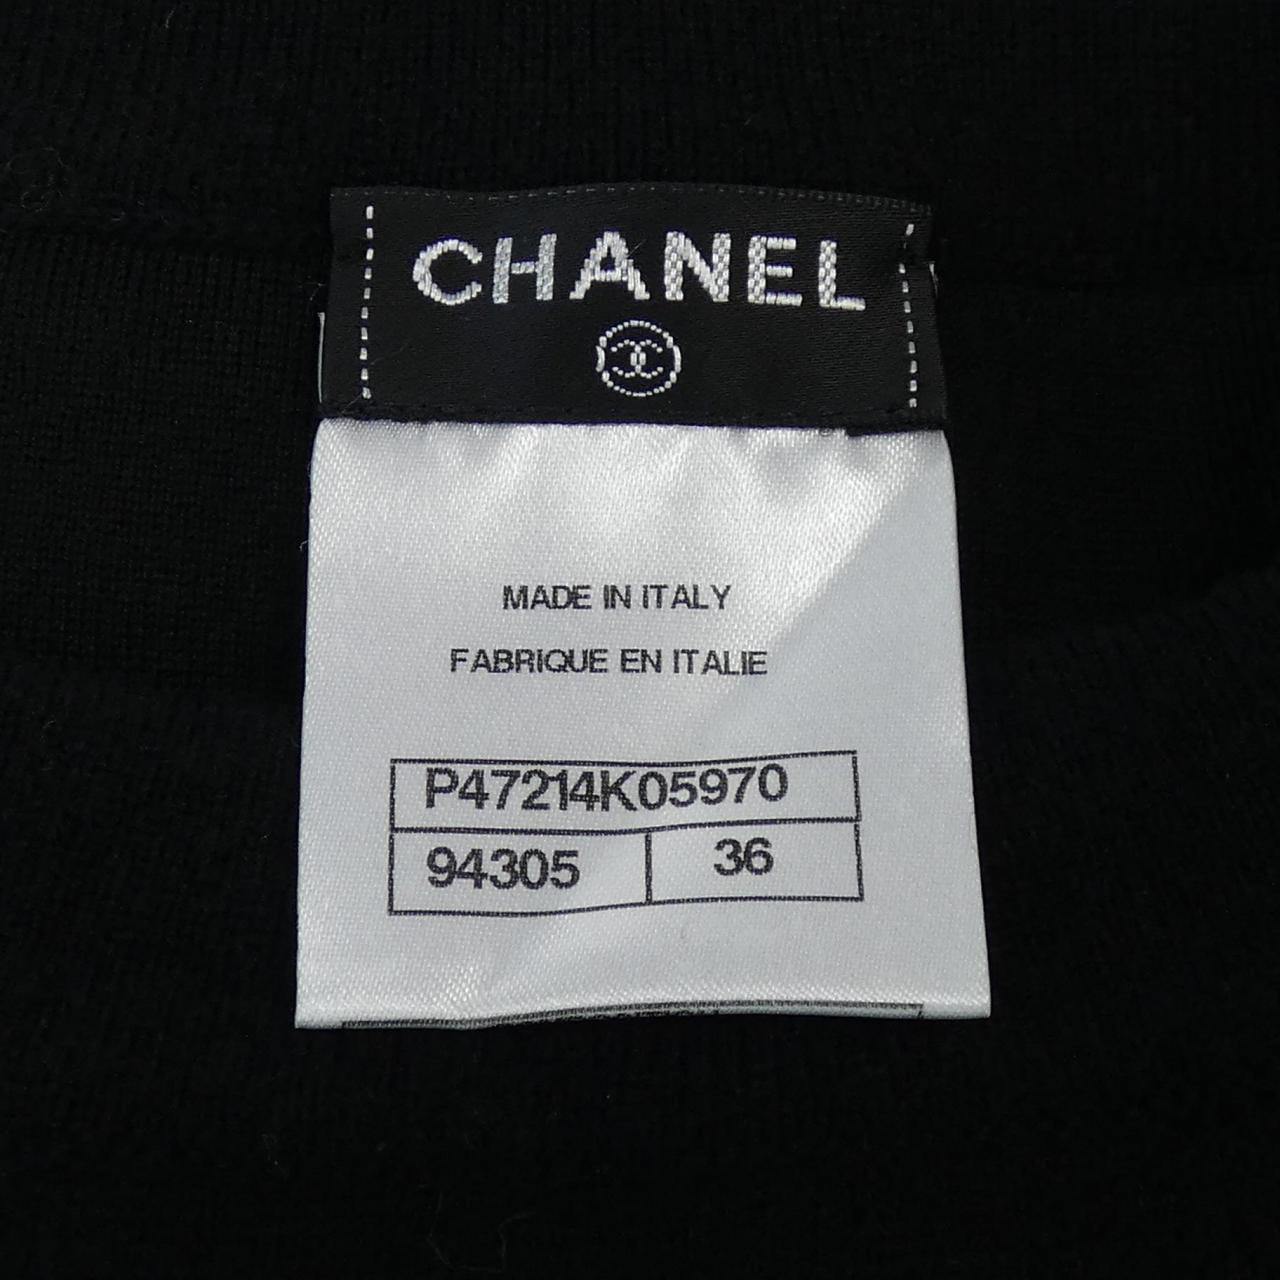 CHANEL
MADE IN ITALY
FABRIQUE EN ITALIE
P47214K05970
94305 36